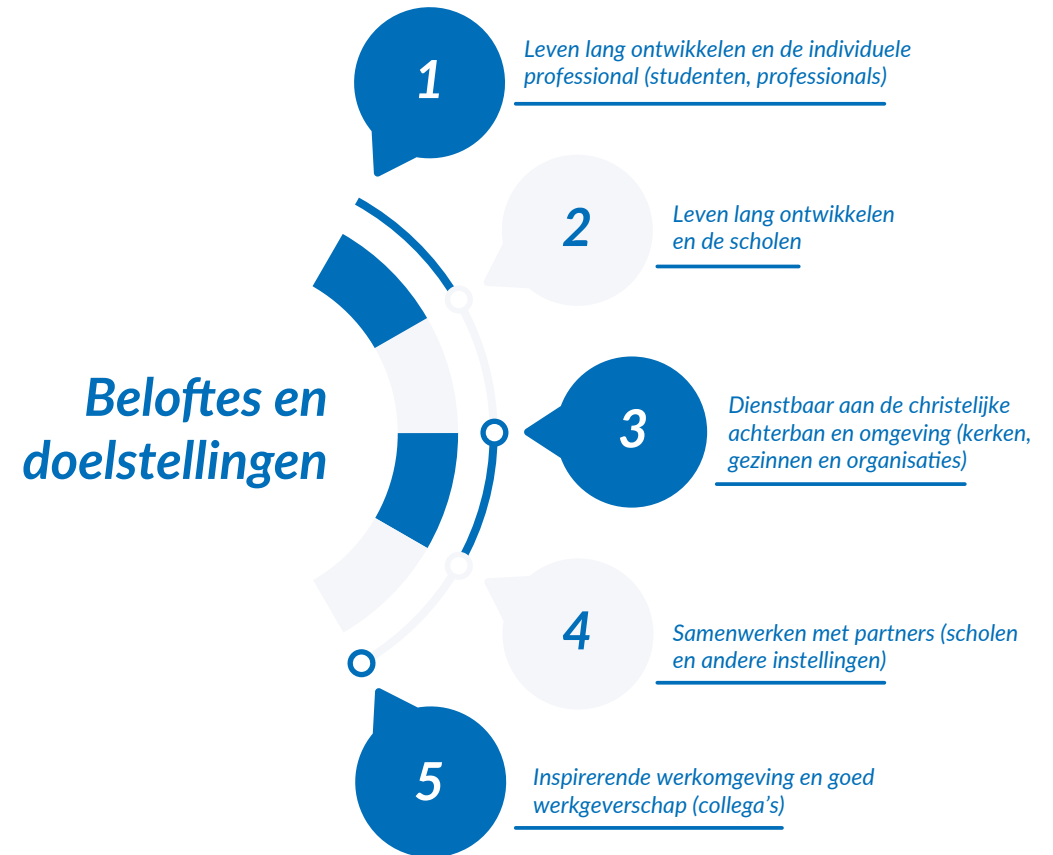 1
Leven lang ontwikkelen en de individuele
professional (studenten, professionals)
2
Leven lang ontwikkelen
en de scholen
Beloftes en
doelstellingen
3
Dienstbaar aan de christelijke
achterban en omgeving (kerken,
gezinnen en organisaties)
4
Samenwerken met partners (scholen
en andere instellingen)
5
Inspirerende werkomgeving en goed
werkgeverschap (collega's)